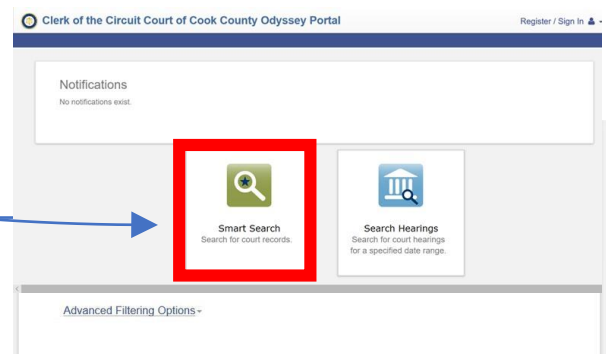 Clerk of the Circuit Court of Cook County Odyssey Portal
Register / Sign In
Notifications
No notifications exist.
Smart Search
Search for court records.
Search Hearings
Search for court hearings
for a specified date range.
Advanced Filtering Options